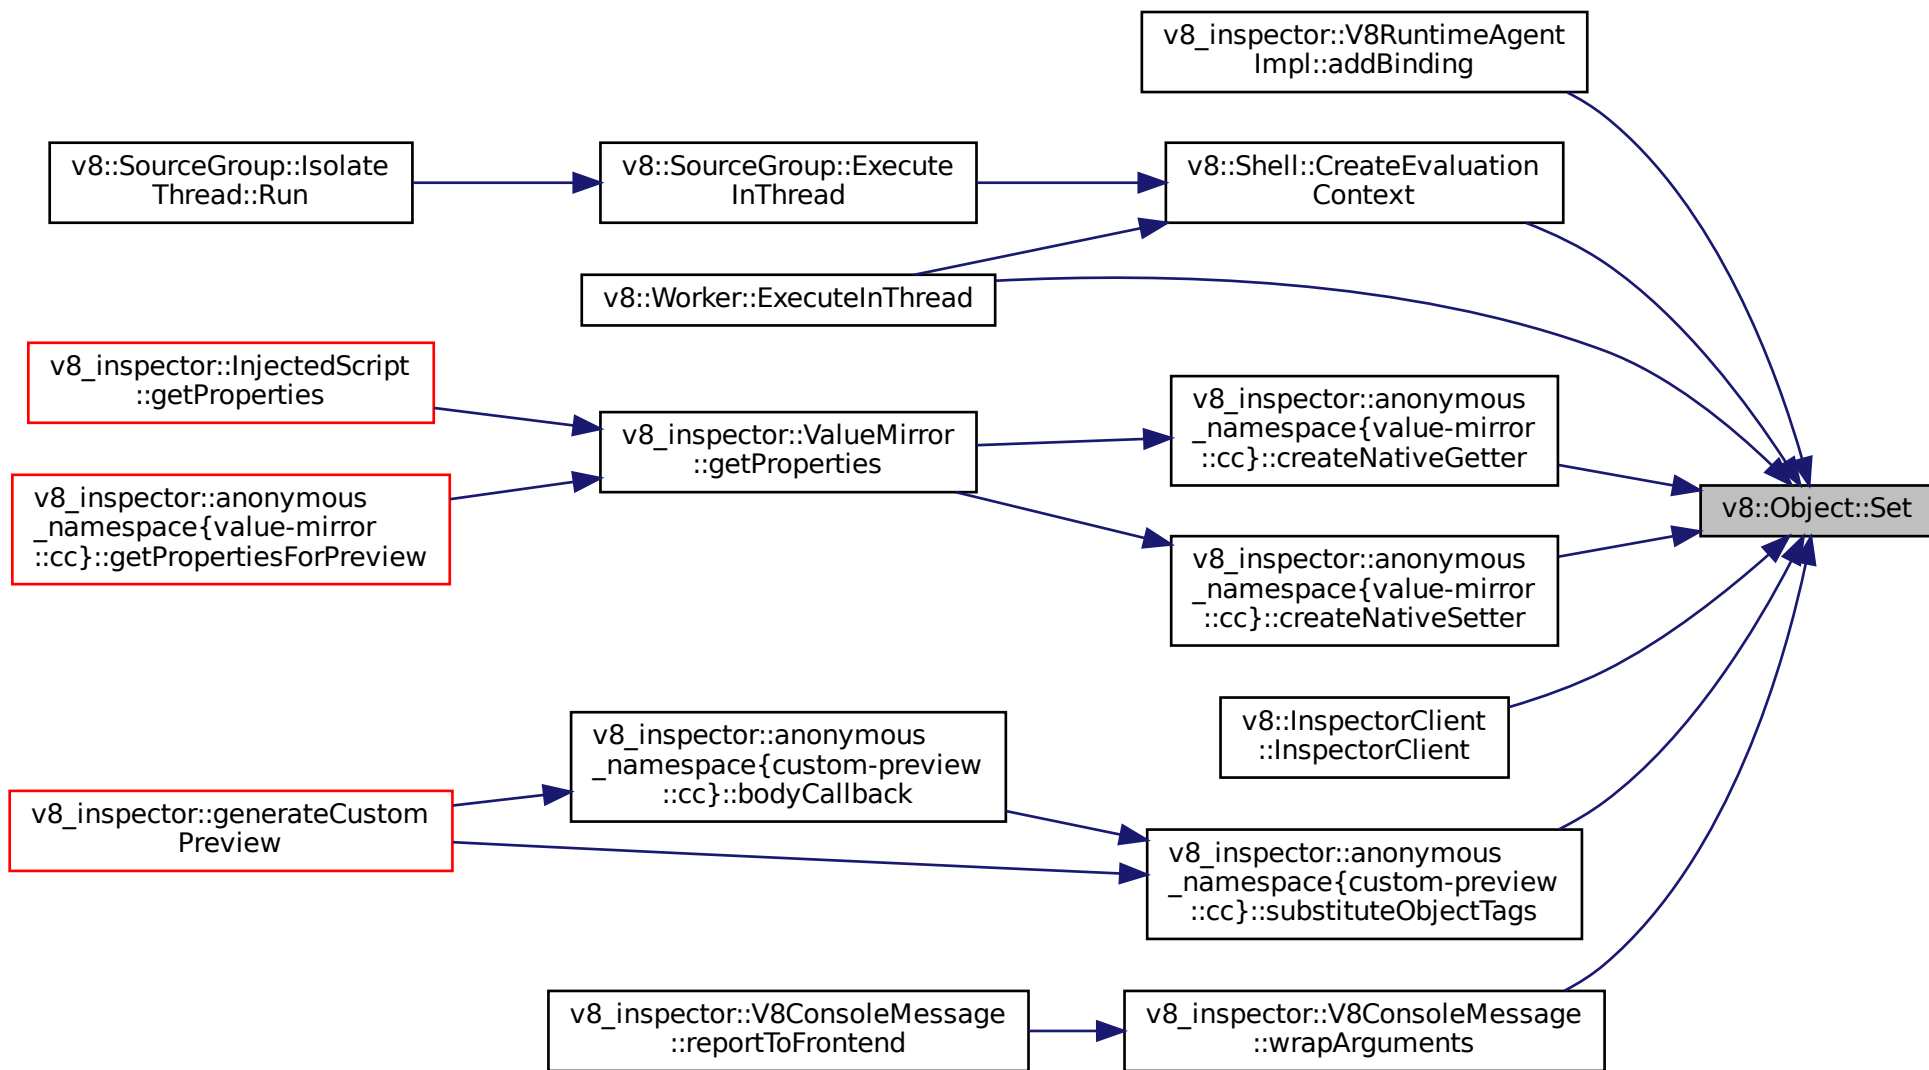 v8_inspector::V8RuntimeAgent
Impl::addBinding
v8::SourceGroup::Isolate
Thread::Run
v8::SourceGroup::Execute
InThread
v8::Shell::CreateEvaluation
Context
v8::Worker::ExecuteInThread
v8_inspector::InjectedScript
::getProperties
v8_inspector::anonymous
_namespace{value-mirror
::cc}::getPropertiesForPreview
v8_inspector::ValueMirror
::getProperties
v8_inspector::anonymous
_namespace{value-mirror
::cc}::createNativeGetter
v8::Object::Set
v8_inspector::anonymous
_namespace{value-mirror
::cc}::createNativeSetter
v8::InspectorClient
::InspectorClient
v8_inspector::anonymous
_namespace{custom-preview
::cc}::bodyCallback
v8_inspector::generateCustom
Preview
v8_inspector::anonymous
_namespace{custom-preview
::cc}::substituteObjectTags
v8_inspector::V8ConsoleMessage
::reportToFrontend
v8_inspector::V8ConsoleMessage
::wrapArguments